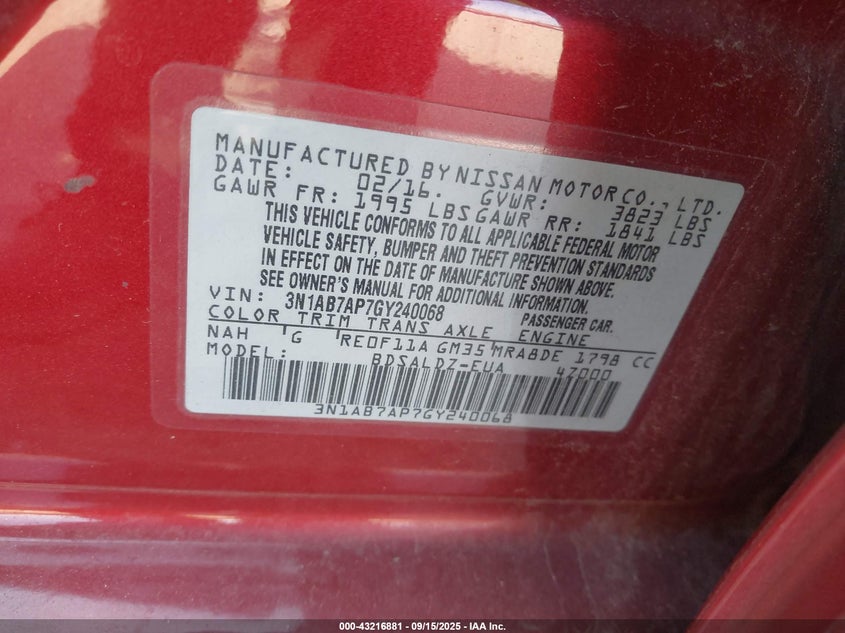 MANUFACTURED BY NISSAN MOTOR CO., LTD.
DATE: 02/16. GVWR: 3823 LBS
GAWR FR: 1995 LBS GAWR RR: 1841 LBS
THIS VEHICLE CONFORMS TO ALL APPLICABLE FEDERAL MOTOR
VEHICLE SAFETY, BUMPER AND THEFT PREVENTION STANDARDS
IN EFFECT ON THE DATE OF MANUFACTURE SHOWN ABOVE.
SEE OWNER'S MANUAL FOR ADDITIONAL INFORMATION.
VIN: 3N1AB7AP7GY240068 PASSENGER CAR.
COLOR TRIM TRANS AXLE ENGINE
NAH G RE0F11A GM35 MRA8DE 1798 CC
MODEL: BDSALDZ-EUA 47000
3N1AB7AP7GY240068
000-43216881 - 09/15/2025 - IAA Inc.